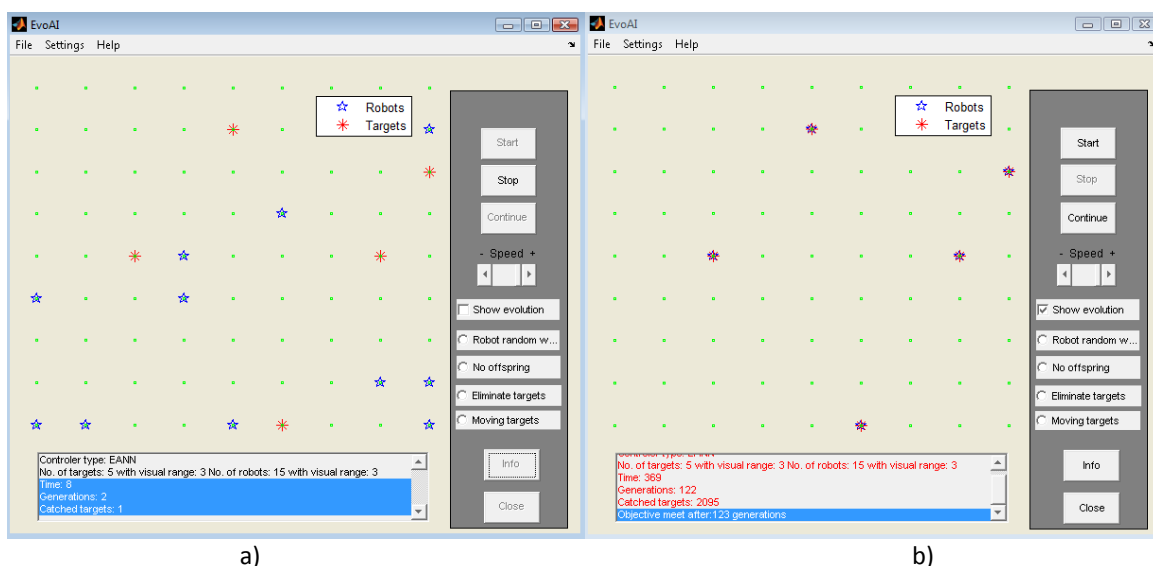 EvoAI
File Settings Help
Robots
Targets
Start
Stop
Continue
- Speed +
Show evolution
Robot random w...
No offspring
Eliminate targets
Moving targets
Info
Close
Controler type: EANN
No. of targets: 5 with visual range: 3 No. of robots: 15 with visual range: 3
Time: 8
Generations: 2
Catched targets: 1
a)
EvoAI
File Settings Help
Robots
Targets
Start
Stop
Continue
- Speed +
Show evolution
Robot random w...
No offspring
Eliminate targets
Moving targets
Info
Close
Controler type: EANN
No. of targets: 5 with visual range: 3 No. of robots: 15 with visual range: 3
Time: 369
Generations: 122
Catched targets: 2095
Objective meet after:123 generations
b)